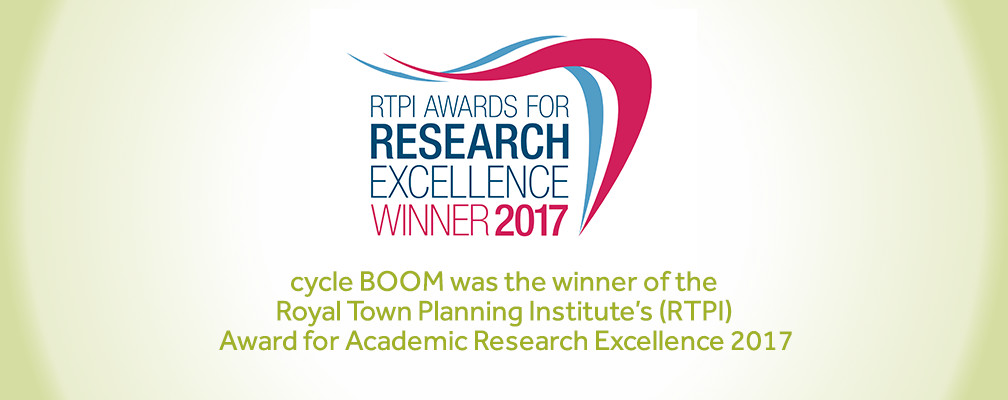 RTPI AWARDS FOR
RESEARCH
EXCELLENCE
WINNER 2017
cycle BOOM was the winner of the
Royal Town Planning Institute’s (RTPI)
Award for Academic Research Excellence 2017